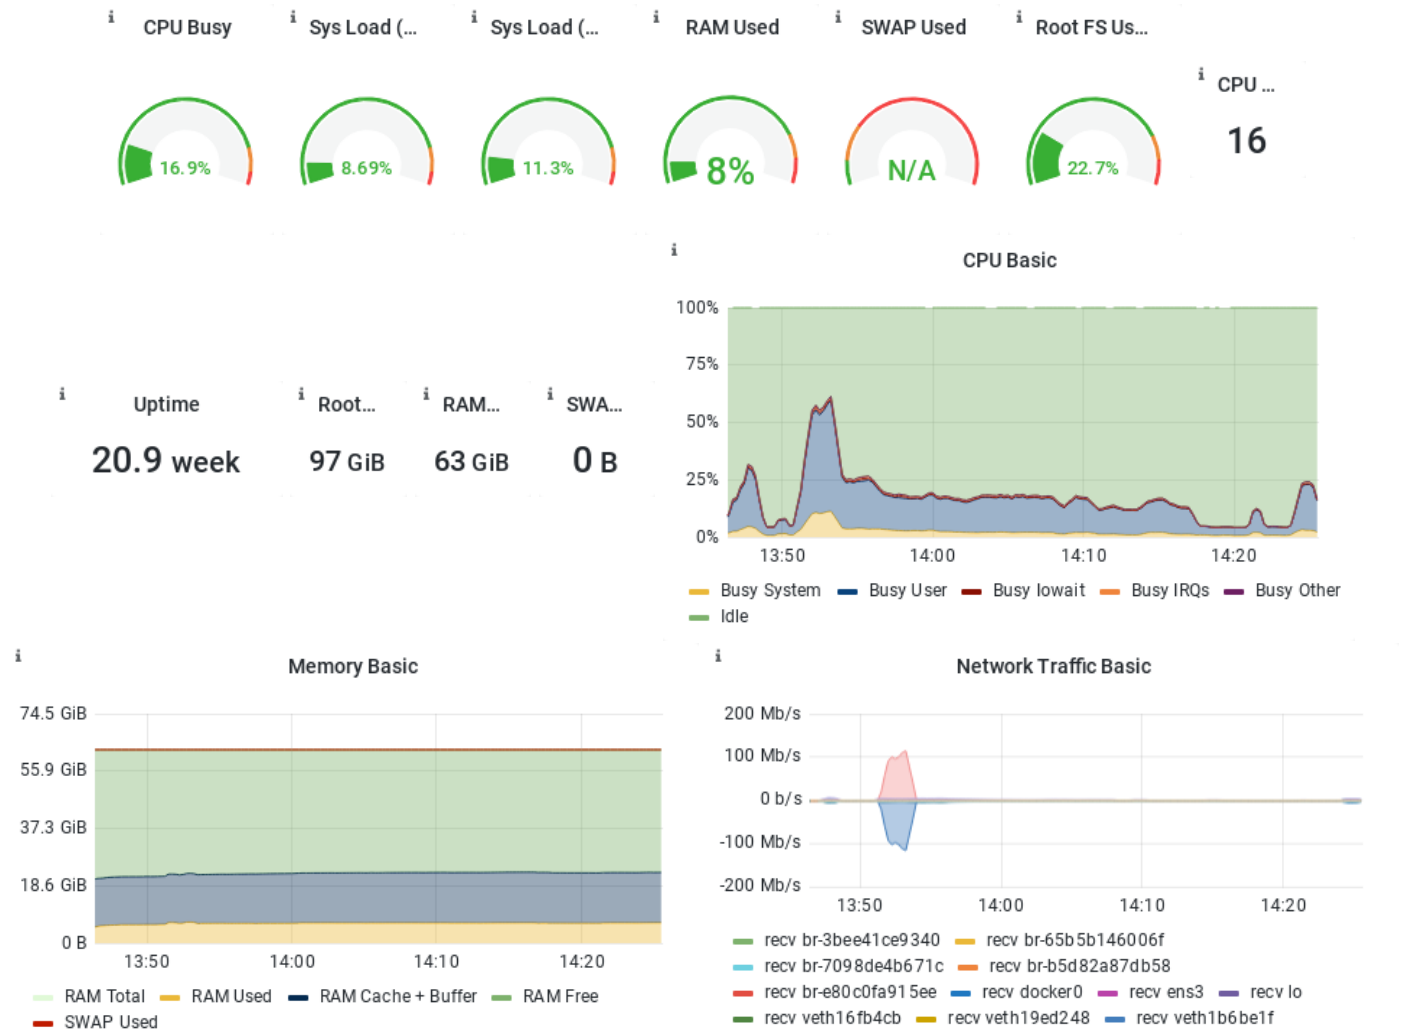 CPU Busy
Sys Load (...
Sys Load (...
RAM Used
SWAP Used
Root FS Us...
CPU ...
16.9%
8.69%
11.3%
8%
N/A
22.7%
16
CPU Basic
100%
75%
50%
25%
0%
13:50
14:00
14:10
14:20
Busy System
Busy User
Busy Iowait
Busy IRQs
Busy Other
Idle
Uptime
20.9 week
Root...
97 GiB
RAM...
63 GiB
SWA...
0 B
Memory Basic
74.5 GiB
55.9 GiB
37.3 GiB
18.6 GiB
0 B
13:50
14:00
14:10
14:20
RAM Total
RAM Used
RAM Cache + Buffer
RAM Free
SWAP Used
Network Traffic Basic
200 Mb/s
100 Mb/s
0 b/s
-100 Mb/s
-200 Mb/s
13:50
14:00
14:10
14:20
recv br-3bee41ce9340
recv br-65b5b146006f
recv br-7098de4b671c
recv br-b5d82a87db58
recv br-e80c0fa915ee
recv docker0
recv ens3
recv lo
recv veth16fb4cb
recv veth19ed248
recv veth1b6be1f